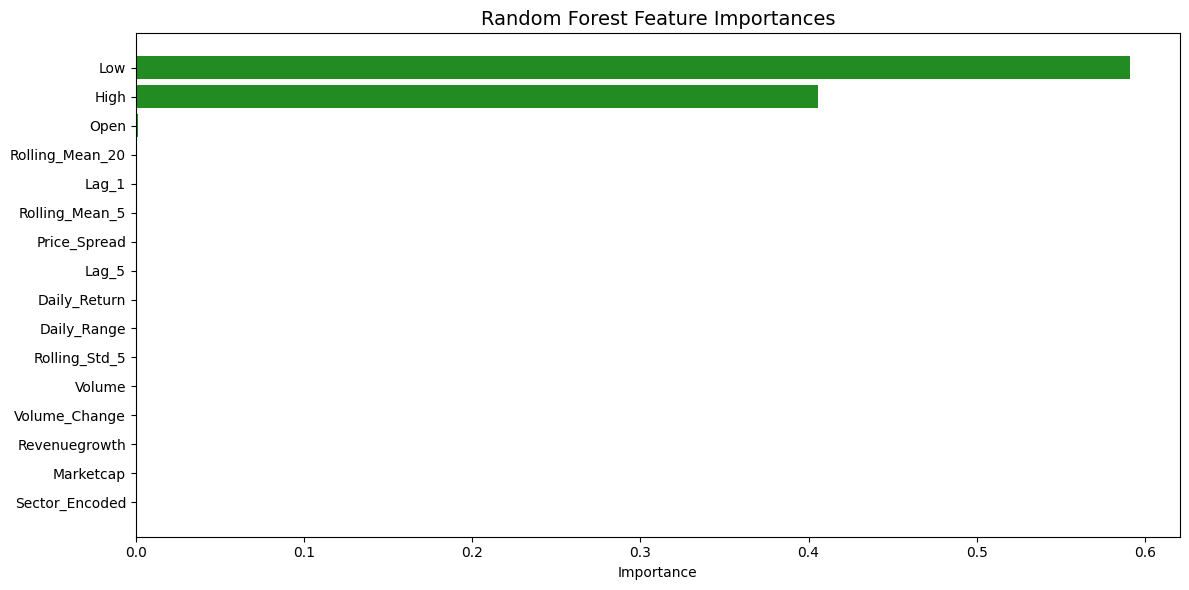 Random Forest Feature Importances
Low
High
Open
Rolling_Mean_20
Lag_1
Rolling_Mean_5
Price_Spread
Lag_5
Daily_Return
Daily_Range
Rolling_Std_5
Volume
Volume_Change
Revenuegrowth
Marketcap
Sector_Encoded
0.0 0.1 0.2 0.3 0.4 0.5 0.6
Importance